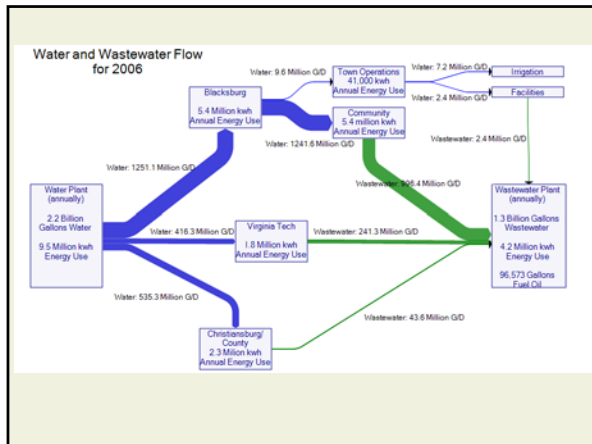 Water and Wastewater Flow
for 2006
Water: 9.6 Million G/D
Town Operations
41,000 kwh
Annual Energy Use
Water: 7.2 Million G/D
Irrigation
Water: 2.4 Million G/D
Facilities
Blacksburg
5.4 Million kwh
Annual Energy Use
Community
5.4 million kwh
Annual Energy Use
Water: 1241.6 Million G/D
Wastewater: 2.4 Million G/D
Water: 1251.1 Million G/D
Wastewater: 996.4 Million G/D
Water Plant
(annually)
2.2 Billion
Gallons Water
9.5 Million kwh
Energy Use
Water: 416.3 Million G/D
Virginia Tech
1.8 Million kwh
Annual Energy Use
Wastewater: 241.3 Million G/D
Wastewater Plant
(annually)
1.3 Billion Gallons
Wastewater
4.2 Million kwh
Energy Use
96,573 Gallons
Fuel Oil
Water: 535.3 Million G/D
Wastewater: 43.6 Million G/D
Christiansburg/
County
2.3 Milion kwh
Annual Energy Use